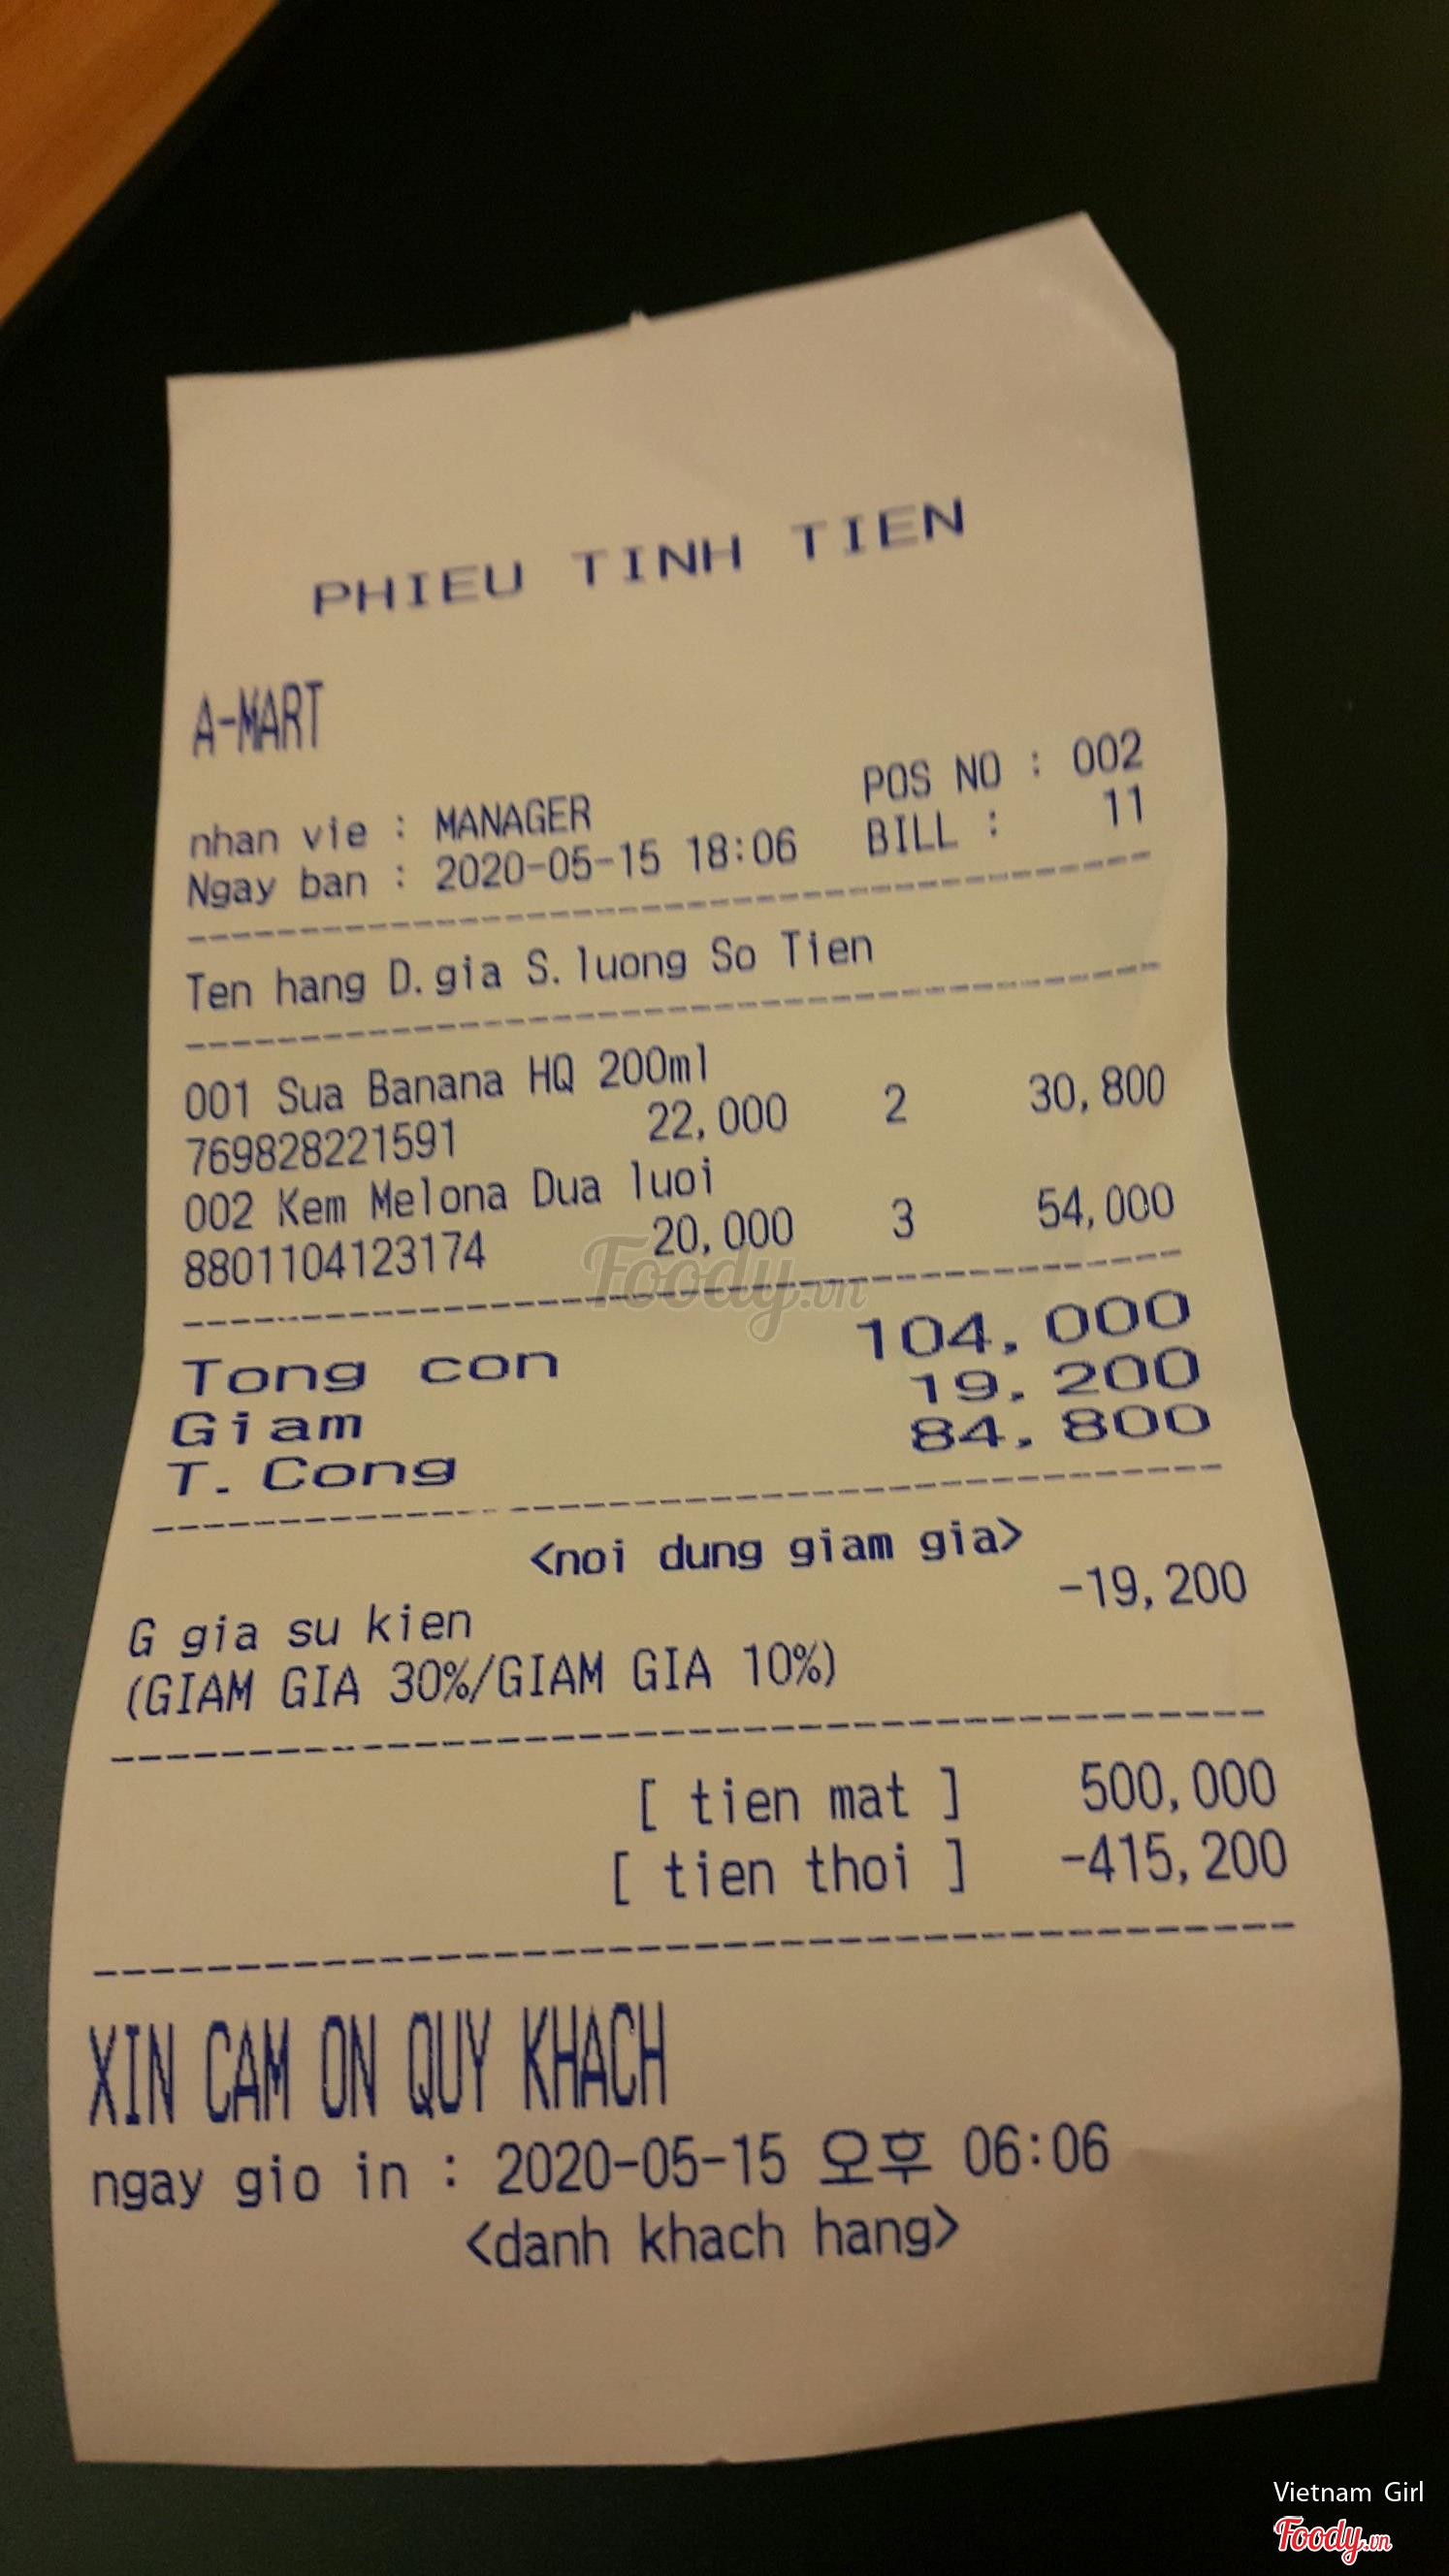 PHIEU TINH TIEN
A-MART
POS NO : 002
nhan vie : MANAGER
BILL : 11
Ngay ban : 2020-05-15 18:06
Ten hang D.gia S.luong So Tien
001 Sua Banana HQ 200ml
769828221591 22,000 2 30,800
002 Kem Melona Dua luoi
8801104123174 20,000 3 54,000
Foody.vn
Tong con 104,000
Giam 19,200
T.Cong 84,800
<noi dung giam gia>
G gia su kien -19,200
(GIAM GIA 30%/GIAM GIA 10%)
[ tien mat ] 500,000
[ tien thoi ] -415,200
XIN CAM ON QUY KHACH
ngay gio in : 2020-05-15 오후 06:06
<danh khach hang>
Vietnam Girl
Foody.vn